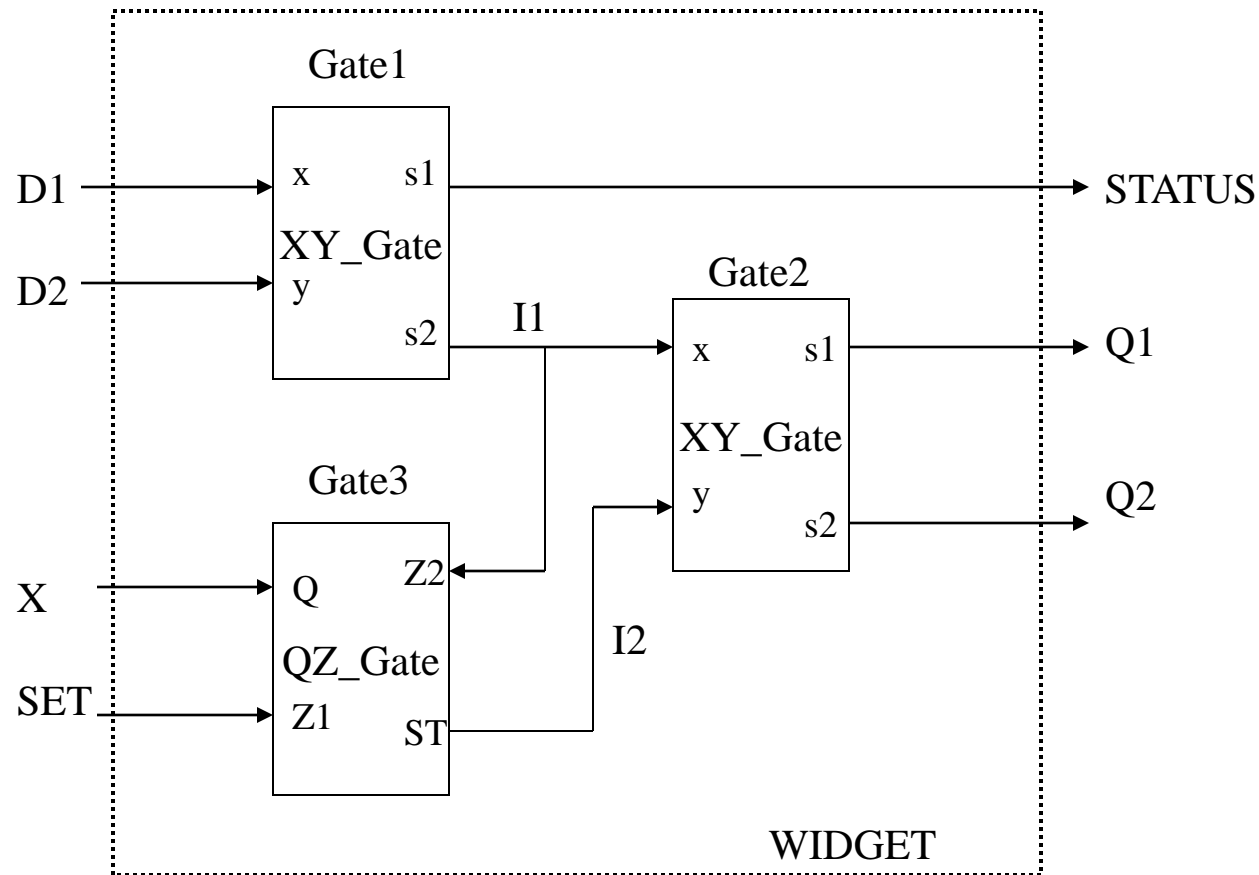 Gate1
D1
x
s1
STATUS
XY_Gate
D2
y
s2
I1
Gate2
x
s1
Q1
XY_Gate
y
s2
Q2
Gate3
X
Q
Z2
QZ_Gate
I2
SET
Z1
ST
WIDGET